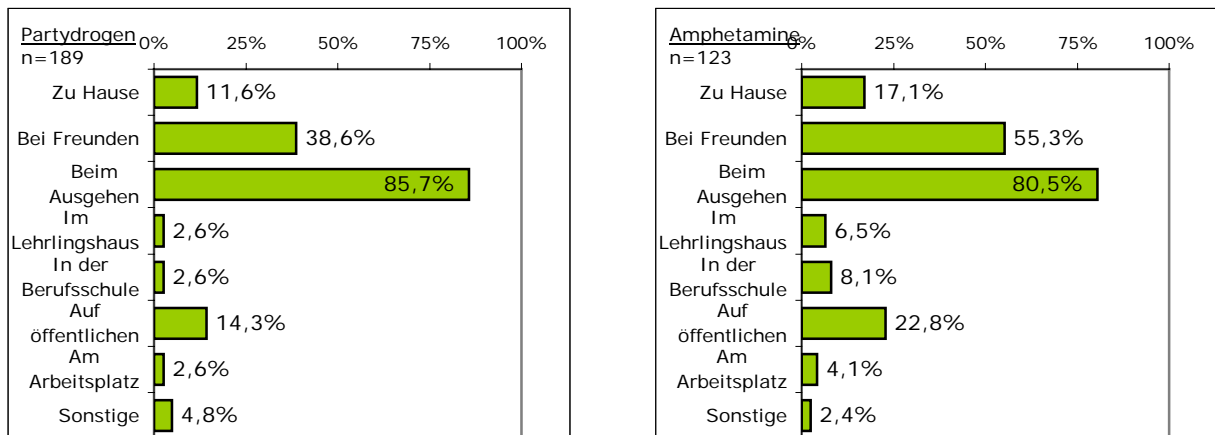 Partydrogen
n=189
0% 25% 50% 75% 100%
Zu Hause 11,6%
Bei Freunden 38,6%
Beim
Ausgehen 85,7%
Im
Lehrlingshaus 2,6%
In der
Berufsschule 2,6%
Auf
öffentlichen 14,3%
Am
Arbeitsplatz 2,6%
Sonstige 4,8%
Amphetamine
n=123
0% 25% 50% 75% 100%
Zu Hause 17,1%
Bei Freunden 55,3%
Beim
Ausgehen 80,5%
Im
Lehrlingshaus 6,5%
In der
Berufsschule 8,1%
Auf
öffentlichen 22,8%
Am
Arbeitsplatz 4,1%
Sonstige 2,4%